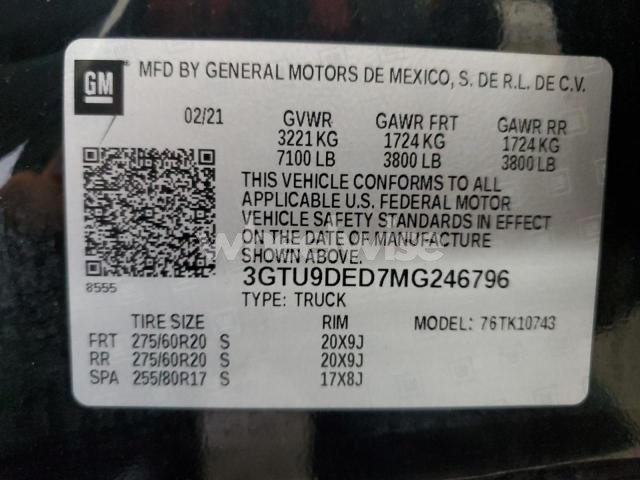 GM
MFD BY GENERAL MOTORS DE MEXICO, S. DE R.L. DE C.V.
02/21 GVWR GAWR FRT GAWR RR
3221 KG 1724 KG 1724 KG
7100 LB 3800 LB 3800 LB
THIS VEHICLE CONFORMS TO ALL
APPLICABLE U.S. FEDERAL MOTOR
VEHICLE SAFETY STANDARDS IN EFFECT
ON THE DATE OF MANUFACTURE
SHOWN ABOVE.
8555 3GTU9DED7MG246796
TYPE: TRUCK
TIRE SIZE RIM MODEL: 76TK10743
FRT 275/60R20 S 20X9J
RR 275/60R20 S 20X9J
SPA 255/80R17 S 17X8J